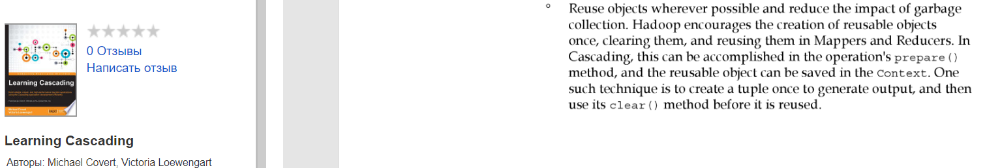 0 Отзывы
Написать отзыв
Learning Cascading
Learning Cascading
Авторы: Michael Covert, Victoria Loewengart
° Reuse objects wherever possible and reduce the impact of garbage
collection. Hadoop encourages the creation of reusable objects
once, clearing them, and reusing them in Mappers and Reducers. In
Cascading, this can be accomplished in the operation's prepare()
method, and the reusable object can be saved in the Context. One
such technique is to create a tuple once to generate output, and then
use its clear() method before it is reused.